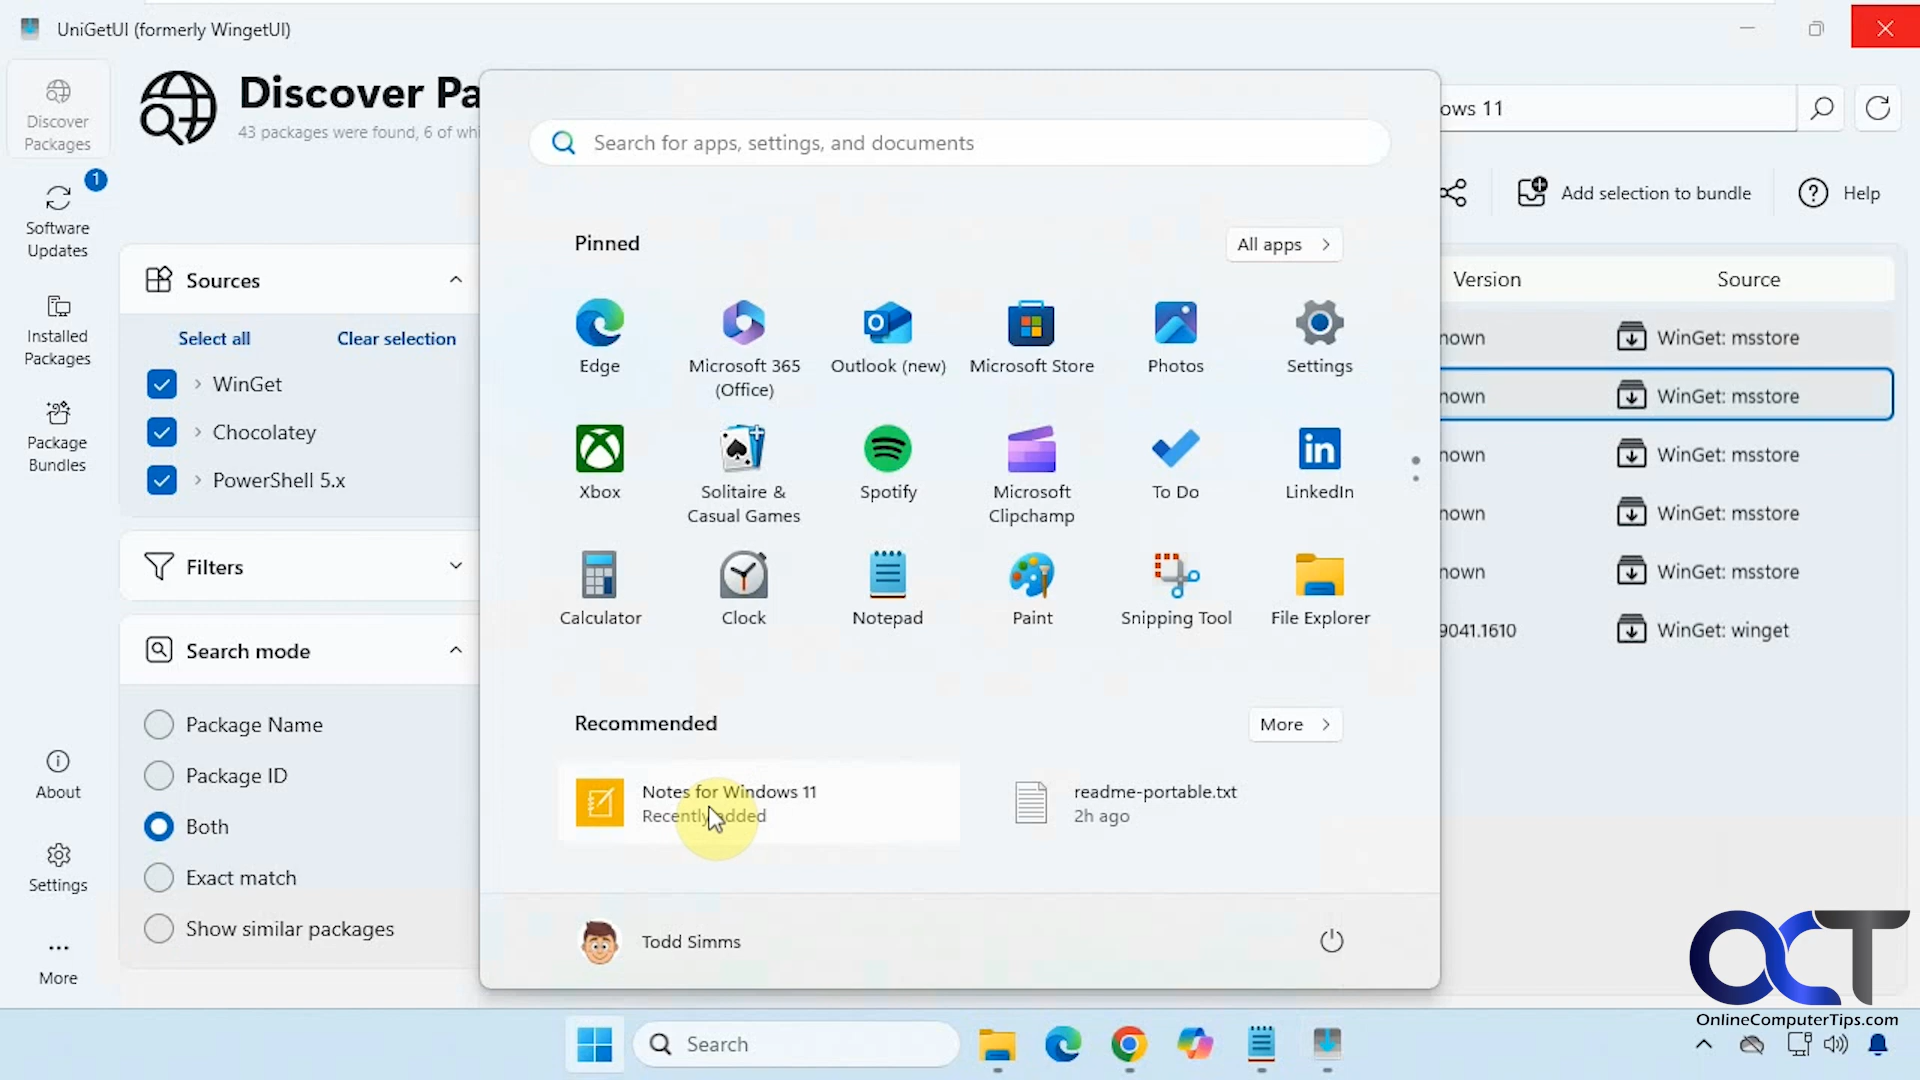 UniGetUI (formerly WingetUI)
Discover Packages
Software Updates
1
Installed Packages
Package Bundles
About
Settings
More
Discover Pa
43 packages were found, 6 of whi
ows 11
Add selection to bundle
Help
Sources
Select all
Clear selection
WinGet
Chocolatey
PowerShell 5.x
Filters
Search mode
Package Name
Package ID
Both
Exact match
Show similar packages
Search for apps, settings, and documents
Pinned
All apps
Edge
Microsoft 365 (Office)
Outlook (new)
Microsoft Store
Photos
Settings
Xbox
Solitaire & Casual Games
Spotify
Microsoft Clipchamp
To Do
LinkedIn
Calculator
Clock
Notepad
Paint
Snipping Tool
File Explorer
Recommended
More
Notes for Windows 11
Recently added
readme-portable.txt
2h ago
Todd Simms
Version
Source
nown
WinGet: msstore
nown
WinGet: msstore
nown
WinGet: msstore
nown
WinGet: msstore
nown
WinGet: msstore
9041.1610
WinGet: winget
Search
OCT
OnlineComputerTips.com